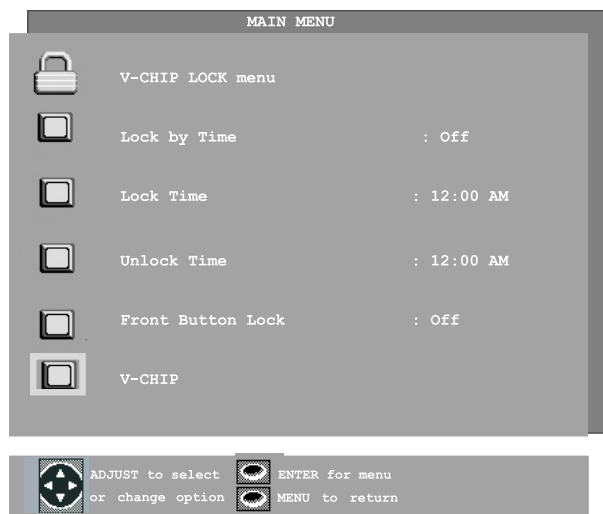 MAIN MENU
V-CHIP LOCK menu
Lock by Time : Off
Lock Time : 12:00 AM
Unlock Time : 12:00 AM
Front Button Lock : Off
V-CHIP
ADJUST to select ENTER for menu
or change option MENU to return